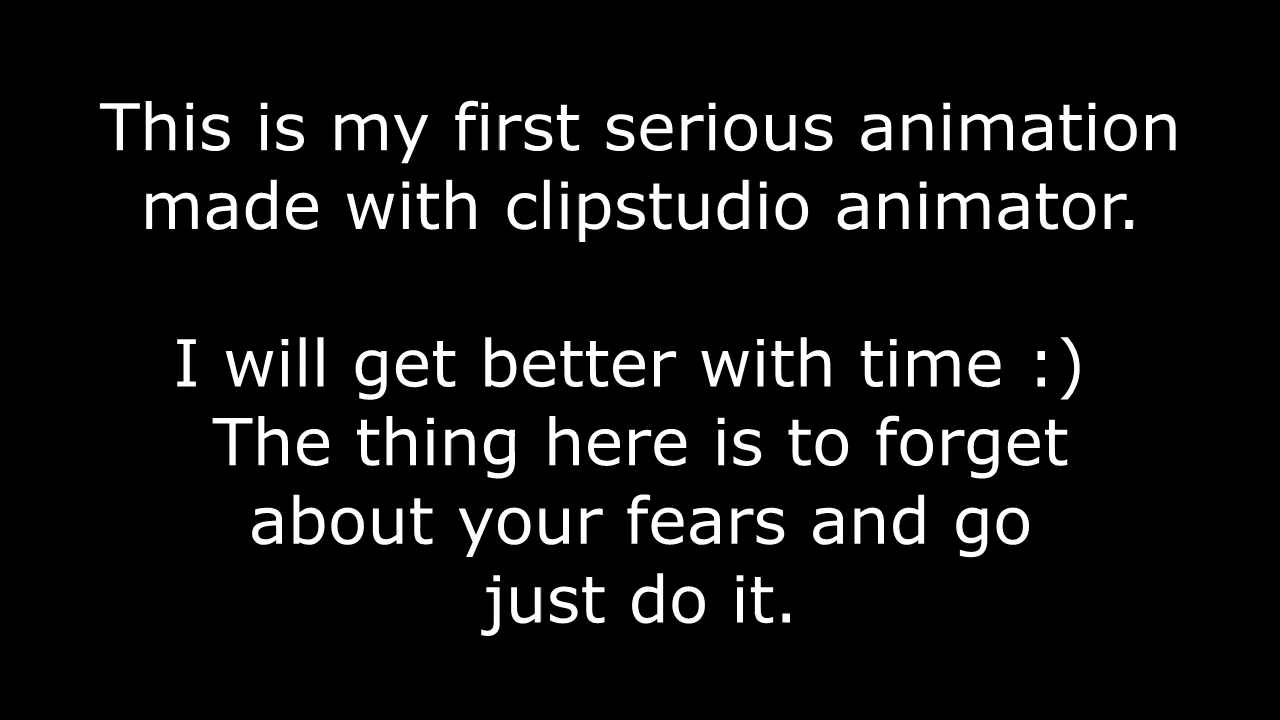 This is my first serious animation
made with clipstudio animator.
I will get better with time :)
The thing here is to forget
about your fears and go
just do it.